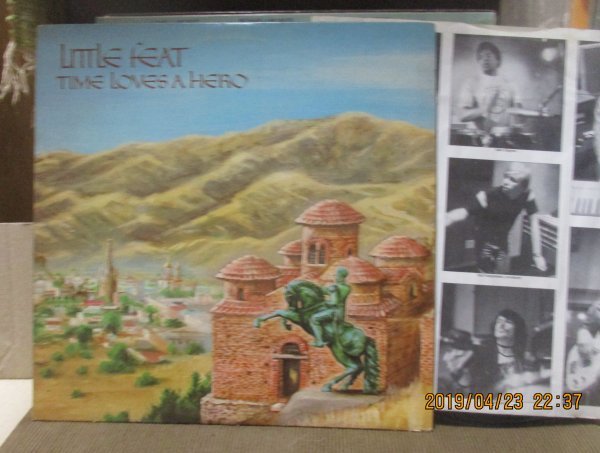 LITTLE FEAT
TIME LOVES A HERO
2019/04/23 22:37